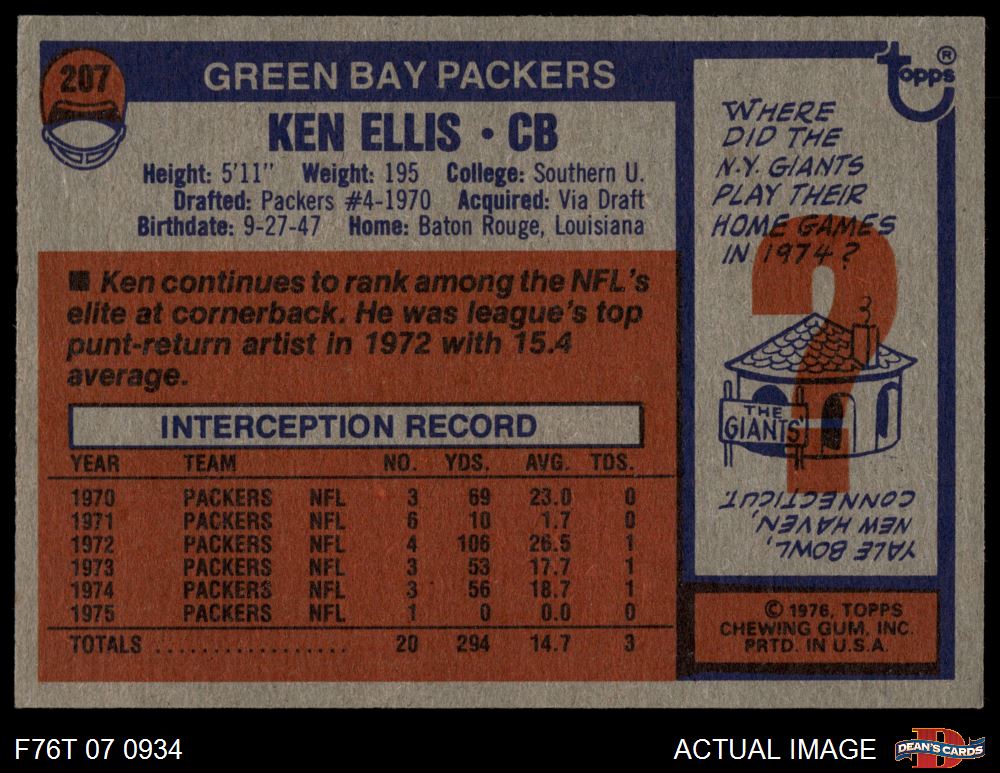 207
GREEN BAY PACKERS
KEN ELLIS • CB
Height: 5'11" Weight: 195 College: Southern U.
Drafted: Packers #4-1970 Acquired: Via Draft
Birthdate: 9-27-47 Home: Baton Rouge, Louisiana
■ Ken continues to rank among the NFL's
elite at cornerback. He was league's top
punt-return artist in 1972 with 15.4
average.
INTERCEPTION RECORD
YEAR TEAM NO. YDS. AVG. TDS.
1970 PACKERS NFL 3 69 23.0 0
1971 PACKERS NFL 6 10 1.7 0
1972 PACKERS NFL 4 106 26.5 1
1973 PACKERS NFL 3 53 17.7 1
1974 PACKERS NFL 3 56 18.7 1
1975 PACKERS NFL 1 0 0.0 0
TOTALS .................. 20 294 14.7 3
topps®
WHERE
DID THE
N.Y. GIANTS
PLAY THEIR
HOME GAMES
IN 1974?
?
THE
GIANTS
YALE BOWL,
NEW HAVEN,
CONNECTICUT
© 1976, TOPPS
CHEWING GUM, INC.
PRTD. IN U.S.A.
F76T 07 0934
ACTUAL IMAGE
D
DEAN'S CARDS